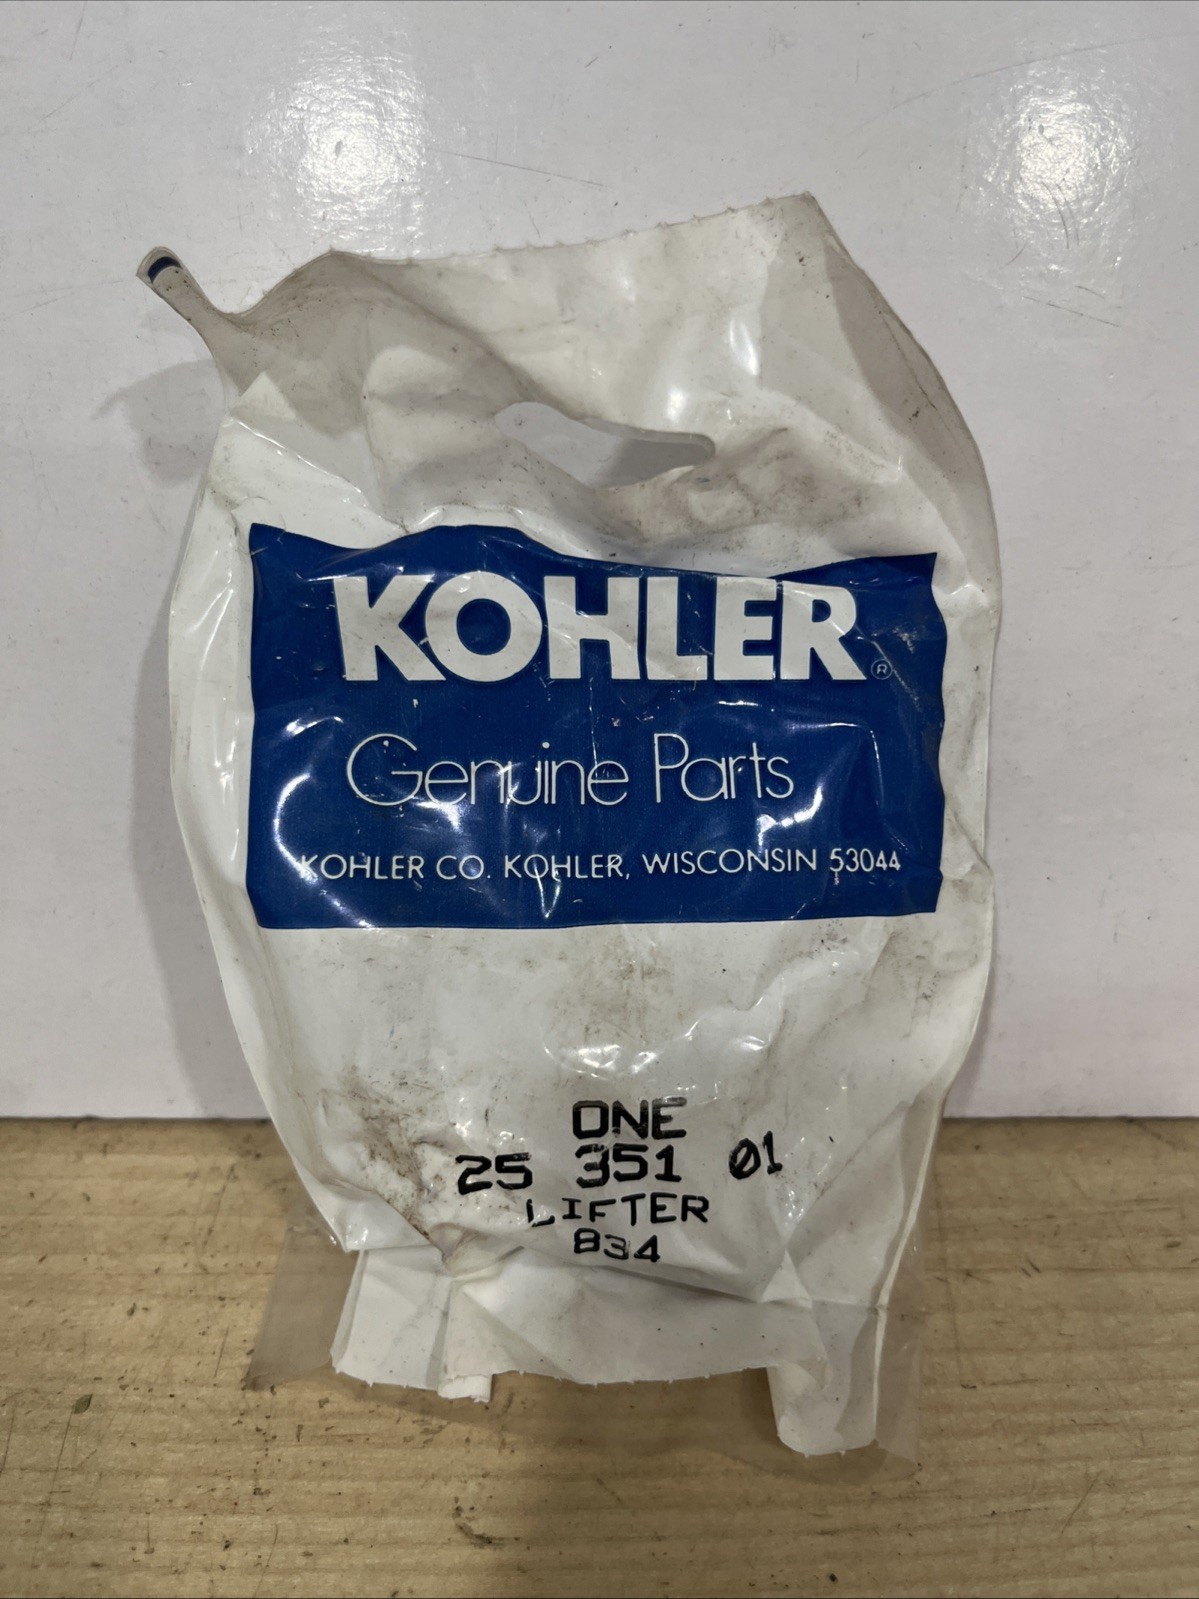 KOHLER®
Genuine Parts
KOHLER CO. KOHLER, WISCONSIN 53044
ONE
25 351 01
LIFTER
834